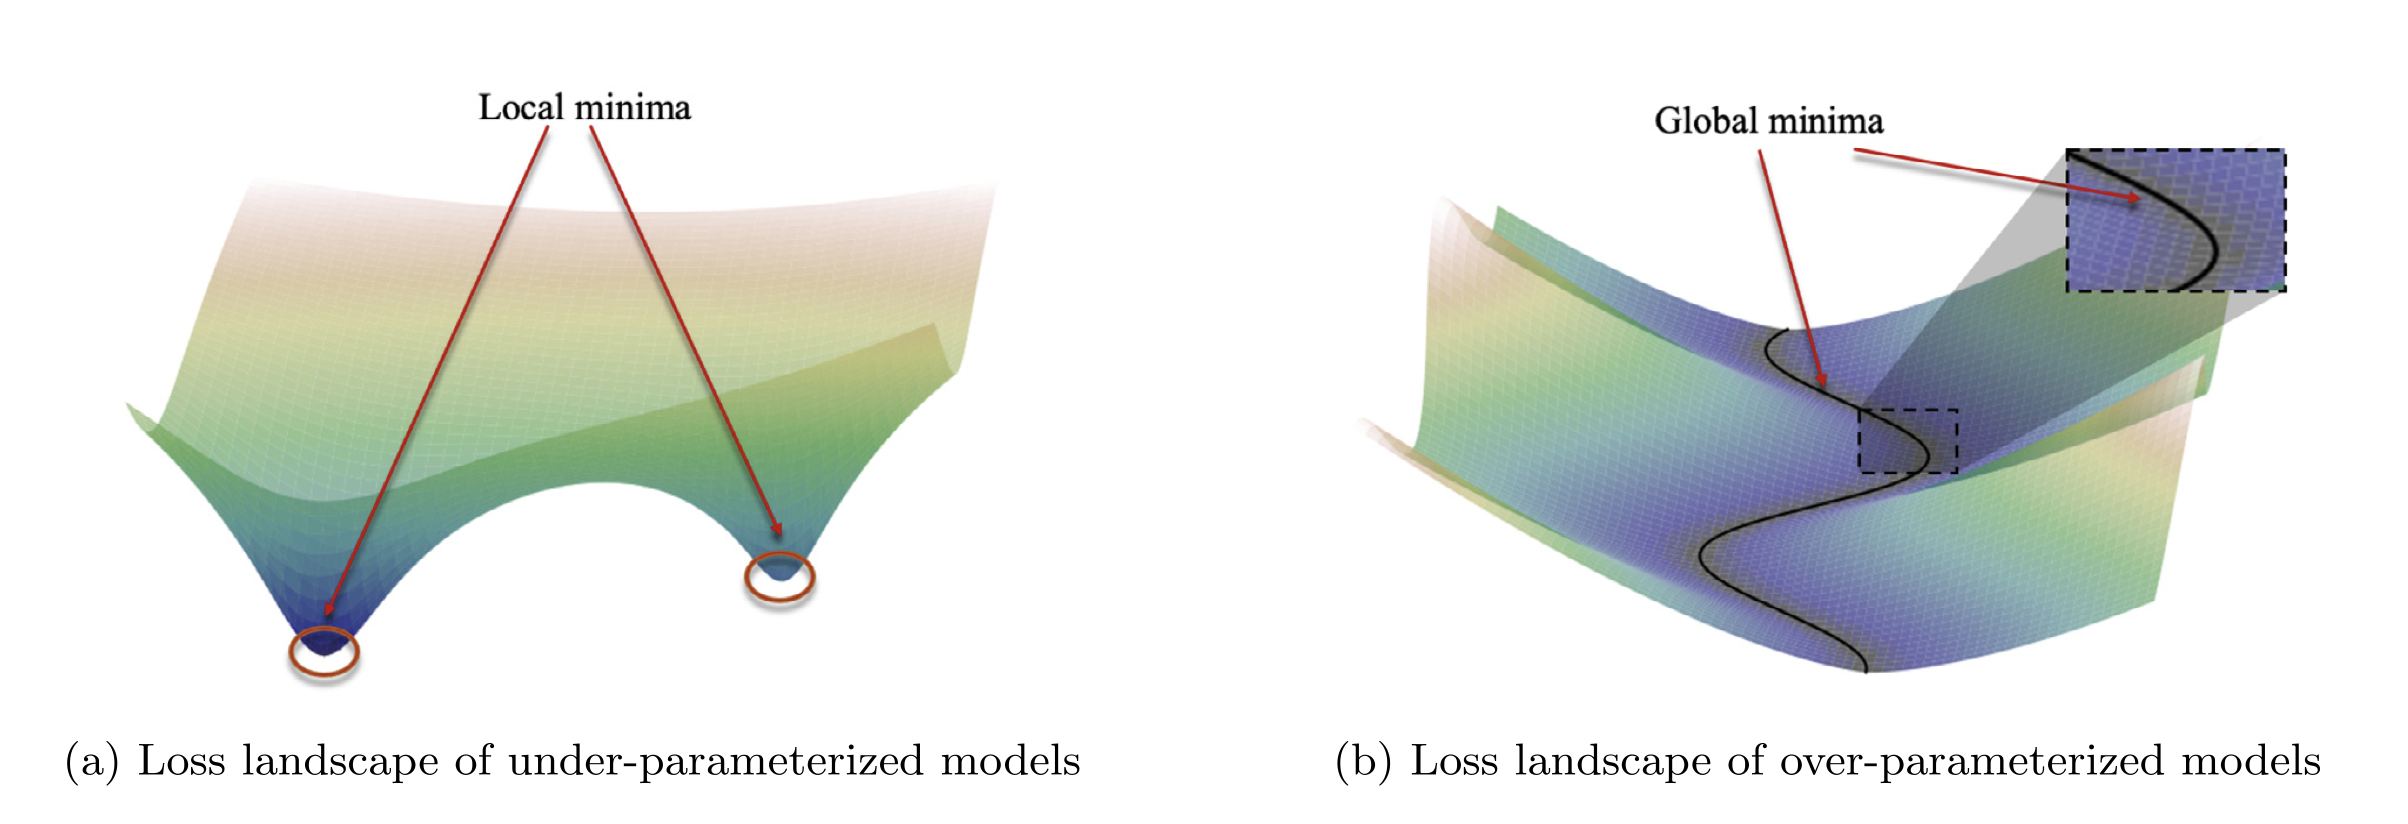 Local minima
Global minima
(a) Loss landscape of under-parameterized models
(b) Loss landscape of over-parameterized models